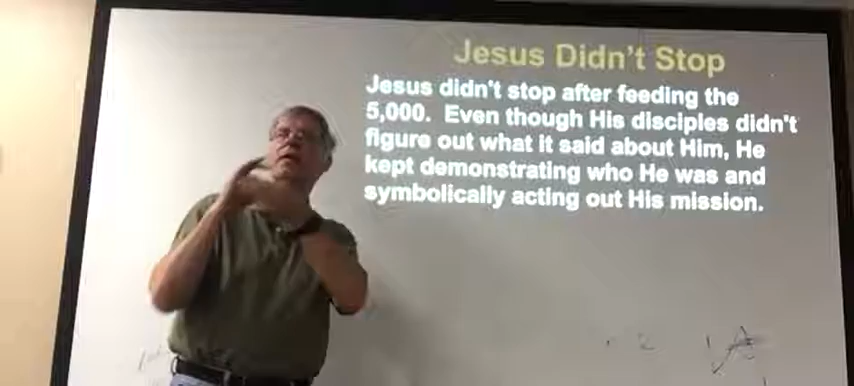 Jesus Didn't Stop
Jesus didn't stop after feeding the
5,000.  Even though His disciples didn't
figure out what it said about Him, He
kept demonstrating who He was and
symbolically acting out His mission.